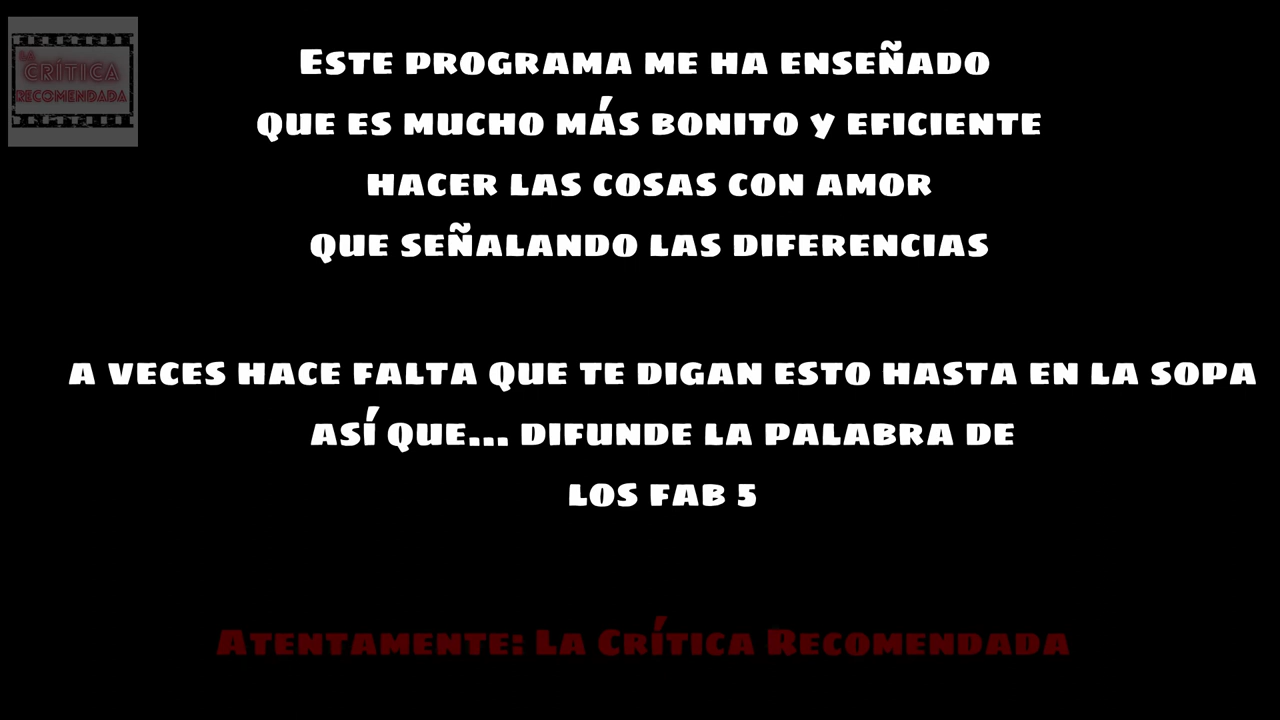 LA
CRÍTICA
RECOMENDADA
Este programa me ha enseñado
que es mucho más bonito y eficiente
hacer las cosas con amor
que señalando las diferencias
a veces hace falta que te digan esto hasta en la sopa
así que... difunde la palabra de
los fab 5
Atentamente: La Crítica Recomendada